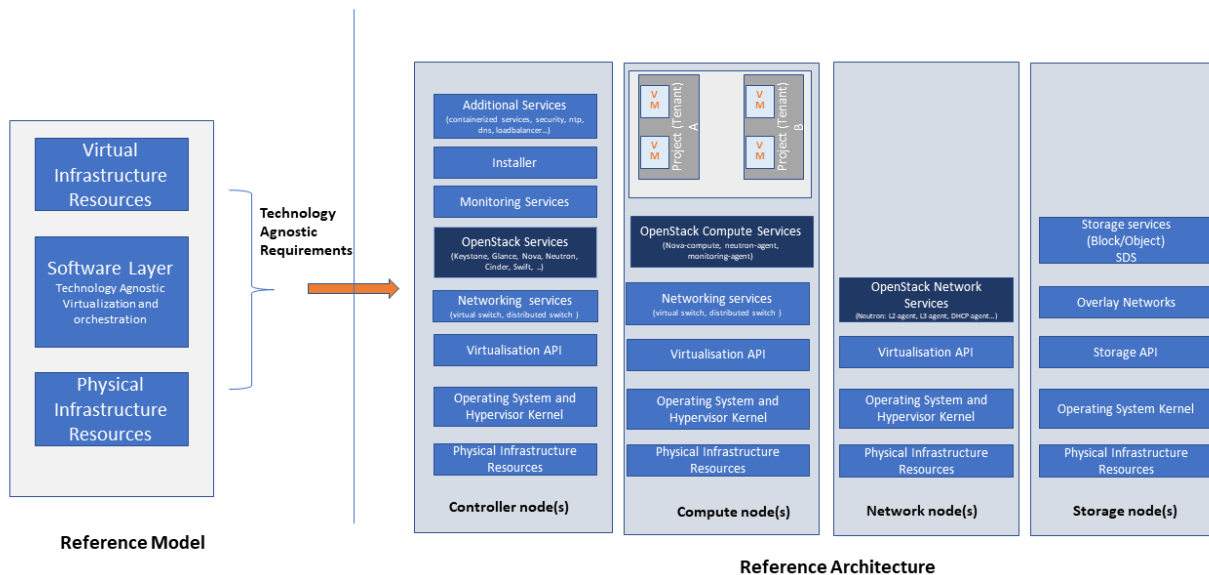 Virtual
Infrastructure
Resources
Software Layer
Technology Agnostic
Virtualization and
orchestration
Physical
Infrastructure
Resources
Reference Model
Technology
Agnostic
Requirements
Additional Services
(containerized services, security, ntp,
dns, loadbalancer…)
Installer
Monitoring Services
OpenStack Services
(Keystone, Glance, Nova, Neutron,
Cinder, Swift, ..)
Networking services
(virtual switch, distributed switch )
Virtualisation API
Operating System and
Hypervisor Kernel
Physical Infrastructure
Resources
Controller node(s)
V
M
V
M
Project (Tenant)
A
V
M
V
M
Project (Tenant)
B
OpenStack Compute Services
(Nova-compute, neutron-agent,
monitoring-agent)
Networking services
(virtual switch, distributed switch )
Virtualisation API
Operating System and
Hypervisor Kernel
Physical Infrastructure
Resources
Compute node(s)
OpenStack Network
Services
(Neutron: L2 agent, L3 agent, DHCP agent…)
Virtualisation API
Operating System and
Hypervisor Kernel
Physical Infrastructure
Resources
Network node(s)
Storage services
(Block/Object)
SDS
Overlay Networks
Storage API
Operating System Kernel
Physical Infrastructure
Resources
Storage node(s)
Reference Architecture